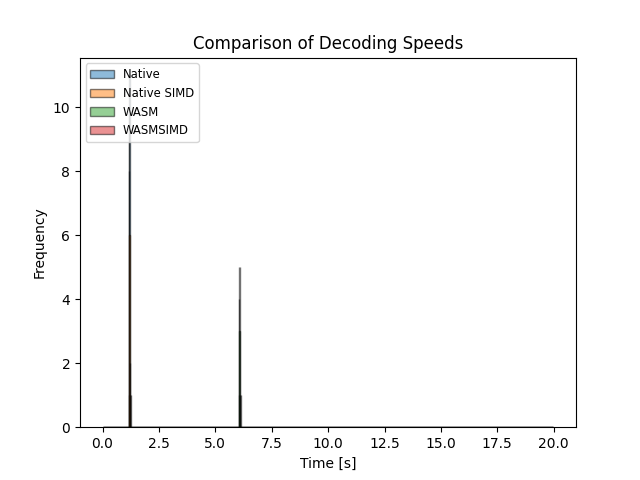 Comparison of Decoding Speeds
Native
Native SIMD
WASM
WASMSIMD
Frequency
10
8
6
4
2
0
0.0 2.5 5.0 7.5 10.0 12.5 15.0 17.5 20.0
Time [s]